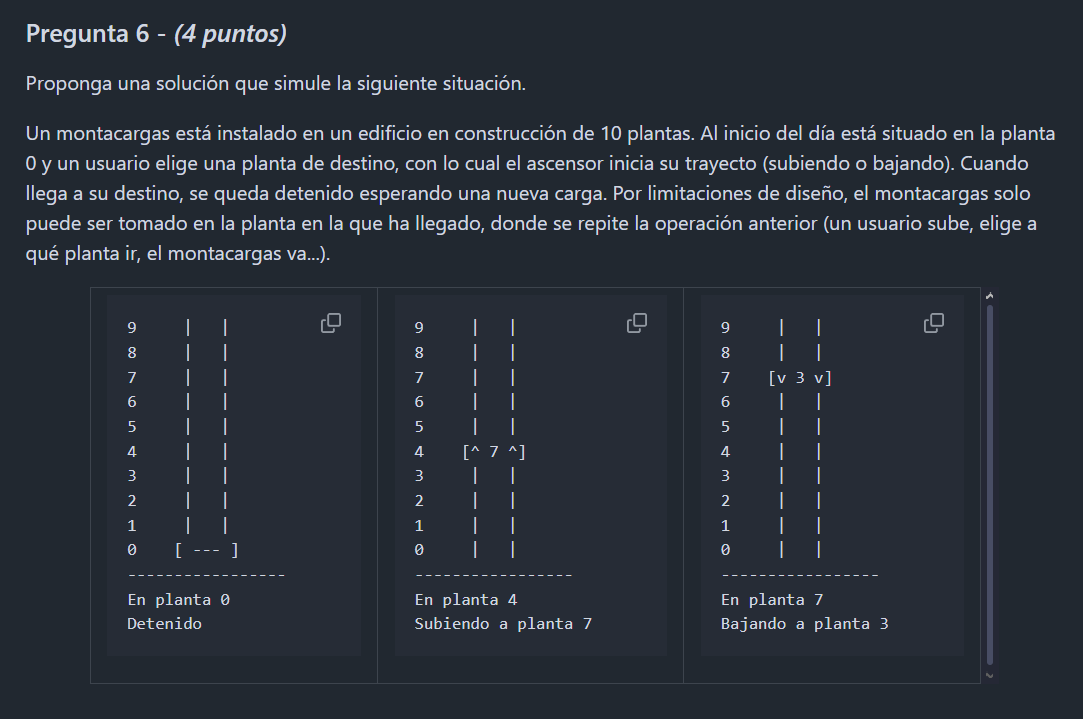 Pregunta 6 - (4 puntos)
Proponga una solución que simule la siguiente situación.
Un montacargas está instalado en un edificio en construcción de 10 plantas. Al inicio del día está situado en la planta
0 y un usuario elige una planta de destino, con lo cual el ascensor inicia su trayecto (subiendo o bajando). Cuando
llega a su destino, se queda detenido esperando una nueva carga. Por limitaciones de diseño, el montacargas solo
puede ser tomado en la planta en la que ha llegado, donde se repite la operación anterior (un usuario sube, elige a
qué planta ir, el montacargas va...).
9     |   |
8     |   |
7     |   |
6     |   |
5     |   |
4     |   |
3     |   |
2     |   |
1     |   |
0    [ --- ]
-----------------
En planta 0
Detenido
9     |   |
8     |   |
7     |   |
6     |   |
5     |   |
4    [^ 7 ^]
3     |   |
2     |   |
1     |   |
0     |   |
-----------------
En planta 4
Subiendo a planta 7
9     |   |
8     |   |
7    [v 3 v]
6     |   |
5     |   |
4     |   |
3     |   |
2     |   |
1     |   |
0     |   |
-----------------
En planta 7
Bajando a planta 3